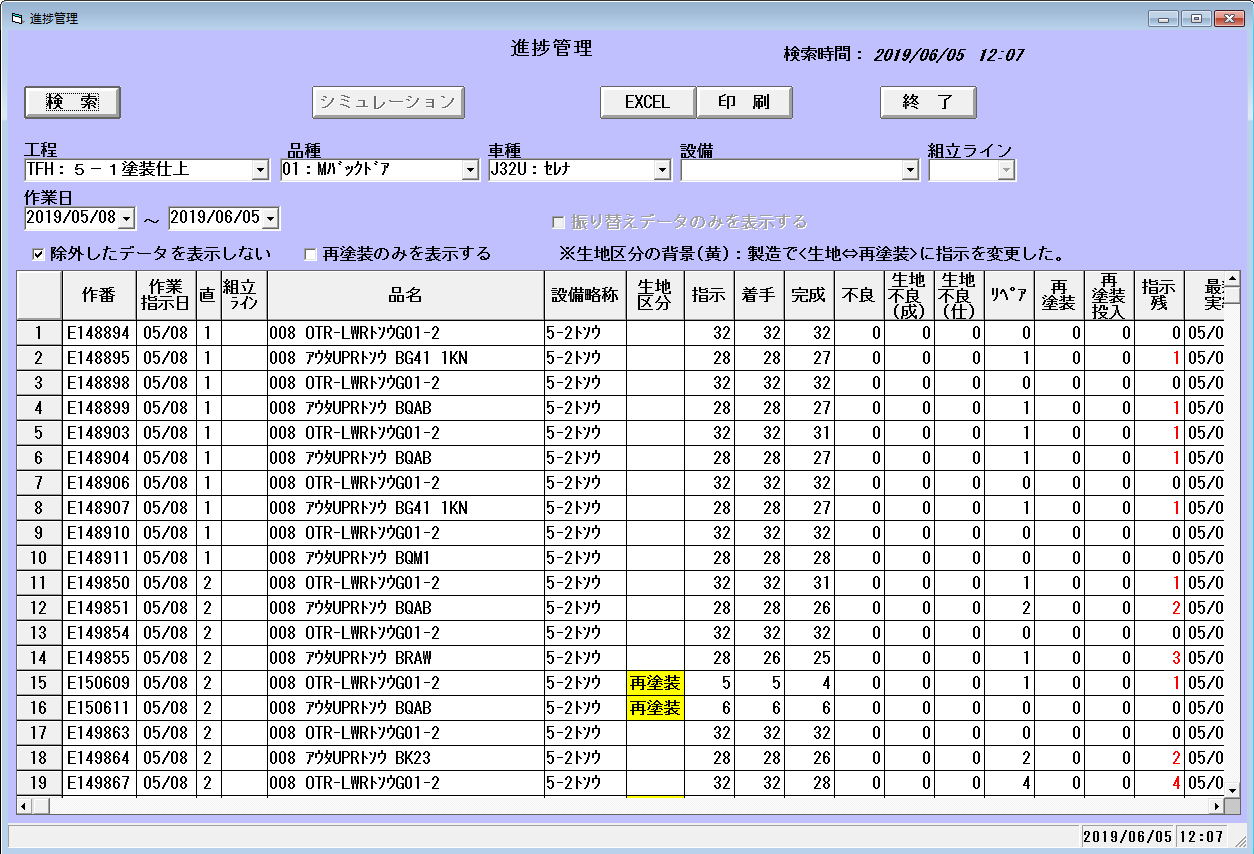 進捗管理
進捗管理
検索時間： 2019/06/05 12:07
検 索 シミュレーション EXCEL 印 刷 終 了
工程 品種 車種 設備 組立ライン
TFH：５－１塗装仕上 01：Mﾊﾞｯｸﾄﾞｱ J32U：ｾﾚﾅ
作業日
2019/05/08 ～ 2019/06/05 振り替えデータのみを表示する
除外したデータを表示しない 再塗装のみを表示する ※生地区分の背景(黄)：製造で<生地⇔再塗装>に指示を変更した。
作番 作業指示日 直 組立ﾗｲﾝ 品名 設備略称 生地区分 指示 着手 完成 不良 生地不良(成) 生地不良(仕) ﾘﾍﾟｱ 再塗装 再塗装投入 指示残
1 E148894 05/08 1 008 OTR-LWRﾄｿｳG01-2 5-2ﾄｿｳ 32 32 32 0 0 0 0 0 0 0 05/0
2 E148895 05/08 1 008 ｱｳﾀUPRﾄｿｳ BG41 1KN 5-2ﾄｿｳ 28 28 27 0 0 0 1 0 0 1 05/0
3 E148898 05/08 1 008 OTR-LWRﾄｿｳG01-2 5-2ﾄｿｳ 32 32 32 0 0 0 0 0 0 0 05/0
4 E148899 05/08 1 008 ｱｳﾀUPRﾄｿｳ BQAB 5-2ﾄｿｳ 28 28 27 0 0 0 1 0 0 1 05/0
5 E148903 05/08 1 008 OTR-LWRﾄｿｳG01-2 5-2ﾄｿｳ 32 32 31 0 0 0 1 0 0 1 05/0
6 E148904 05/08 1 008 ｱｳﾀUPRﾄｿｳ BQAB 5-2ﾄｿｳ 28 28 27 0 0 0 1 0 0 1 05/0
7 E148906 05/08 1 008 OTR-LWRﾄｿｳG01-2 5-2ﾄｿｳ 32 32 32 0 0 0 0 0 0 0 05/0
8 E148907 05/08 1 008 ｱｳﾀUPRﾄｿｳ BG41 1KN 5-2ﾄｿｳ 28 28 27 0 0 0 1 0 0 1 05/0
9 E148910 05/08 1 008 OTR-LWRﾄｿｳG01-2 5-2ﾄｿｳ 32 32 32 0 0 0 0 0 0 0 05/0
10 E148911 05/08 1 008 ｱｳﾀUPRﾄｿｳ BQM1 5-2ﾄｿｳ 28 28 28 0 0 0 0 0 0 0 05/0
11 E149850 05/08 2 008 OTR-LWRﾄｿｳG01-2 5-2ﾄｿｳ 32 32 31 0 0 0 1 0 0 1 05/0
12 E149851 05/08 2 008 ｱｳﾀUPRﾄｿｳ BQAB 5-2ﾄｿｳ 28 28 26 0 0 0 2 0 0 2 05/0
13 E149854 05/08 2 008 OTR-LWRﾄｿｳG01-2 5-2ﾄｿｳ 32 32 32 0 0 0 0 0 0 0 05/0
14 E149855 05/08 2 008 ｱｳﾀUPRﾄｿｳ BRAW 5-2ﾄｿｳ 28 26 25 0 0 0 1 0 0 3 05/0
15 E150609 05/08 2 008 OTR-LWRﾄｿｳG01-2 5-2ﾄｿｳ 再塗装 5 5 4 0 0 0 1 0 0 1 05/0
16 E150611 05/08 2 008 ｱｳﾀUPRﾄｿｳ BQAB 5-2ﾄｿｳ 再塗装 6 6 6 0 0 0 0 0 0 0 05/0
17 E149863 05/08 2 008 OTR-LWRﾄｿｳG01-2 5-2ﾄｿｳ 32 32 32 0 0 0 0 0 0 0 05/0
18 E149864 05/08 2 008 ｱｳﾀUPRﾄｿｳ BK23 5-2ﾄｿｳ 28 28 26 0 0 0 2 0 0 2 05/0
19 E149867 05/08 2 008 OTR-LWRﾄｿｳG01-2 5-2ﾄｿｳ 32 32 28 0 0 0 4 0 0 4 05/0
2019/06/05 12:07